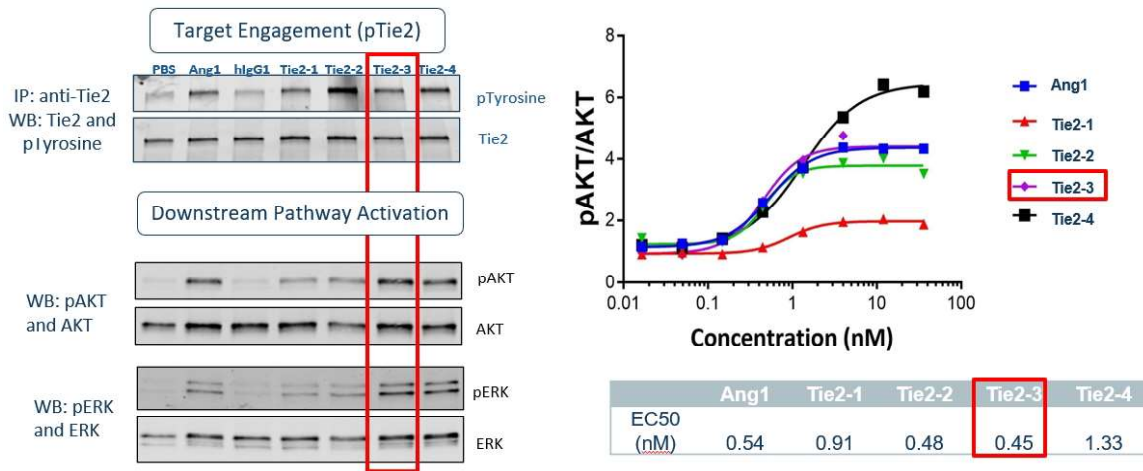 Target Engagement (pTie2)
PBS Ang1 hIgG1 Tie2-1 Tie2-2 Tie2-3 Tie2-4
IP: anti-Tie2
WB: Tie2 and
pTyrosine
pTyrosine
Tie2
Downstream Pathway Activation
WB: pAKT
and AKT
pAKT
AKT
WB: pERK
and ERK
pERK
ERK
pAKT/AKT
8
6
4
2
0
0.01 0.1 1 10 100
Concentration (nM)
Ang1
Tie2-1
Tie2-2
Tie2-3
Tie2-4
Ang1 Tie2-1 Tie2-2 Tie2-3 Tie2-4
EC50
(nM) 0.54 0.91 0.48 0.45 1.33